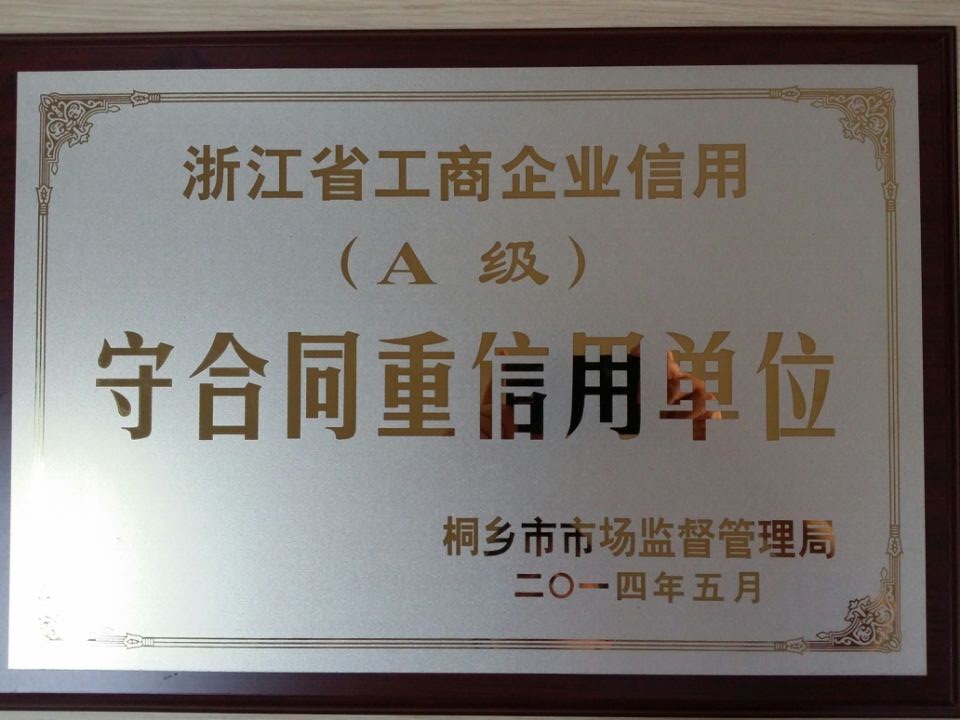 浙江省工商企业信用
（A 级）
守合同重信用单位
桐乡市市场监督管理局
二〇一四年五月